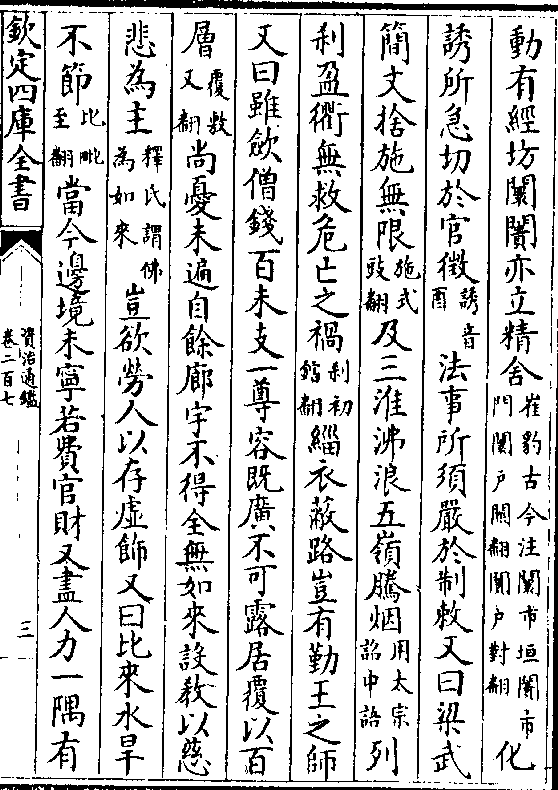 動有經坊闤闠亦立精舍崔豹古今注闤市垣闠市門闤户關翻闠户對翻化
誘所急切於官徵誘音酉法事所須嚴於制敕又曰梁武
簡文捨施無限施式豉翻及三淮沸浪五嶺騰烟用太宗詔中語列
刹盈衢無救危亡之禍刹初鎋翻緇衣蔽路豈有勤王之師
又曰雖斂僧錢百未支一尊容既廣不可露居覆以百
層覆敷又翻尚憂未遍自餘廊宇不得全無如來設教以慈
悲為主釋氏謂佛為如來豈欲勞人以存虛飾又曰比來水旱
不節比毗至翻當今邊境未寧若費官財又盡人力一隅有
欽定四庫全書
資治通鑑
卷二百七
三